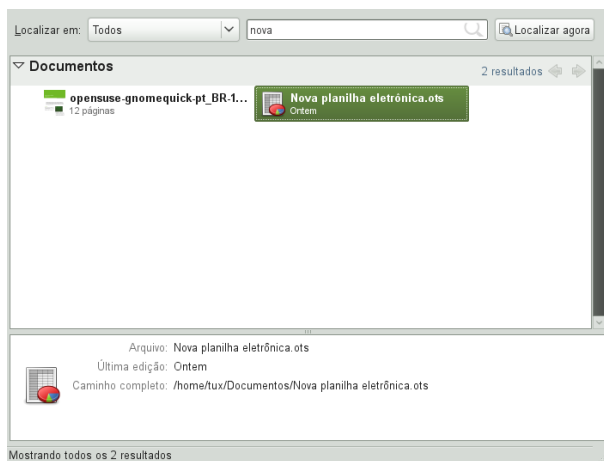 Localizar em: Todos nova Localizar agora
Documentos 2 resultados
opensuse-gnomequick-pt_BR-1... Nova planilha eletrônica.ots
12 páginas Ontem
Arquivo: Nova planilha eletrônica.ots
Última edição: Ontem
Caminho completo: /home/tux/Documentos/Nova planilha eletrônica.ots
Mostrando todos os 2 resultados